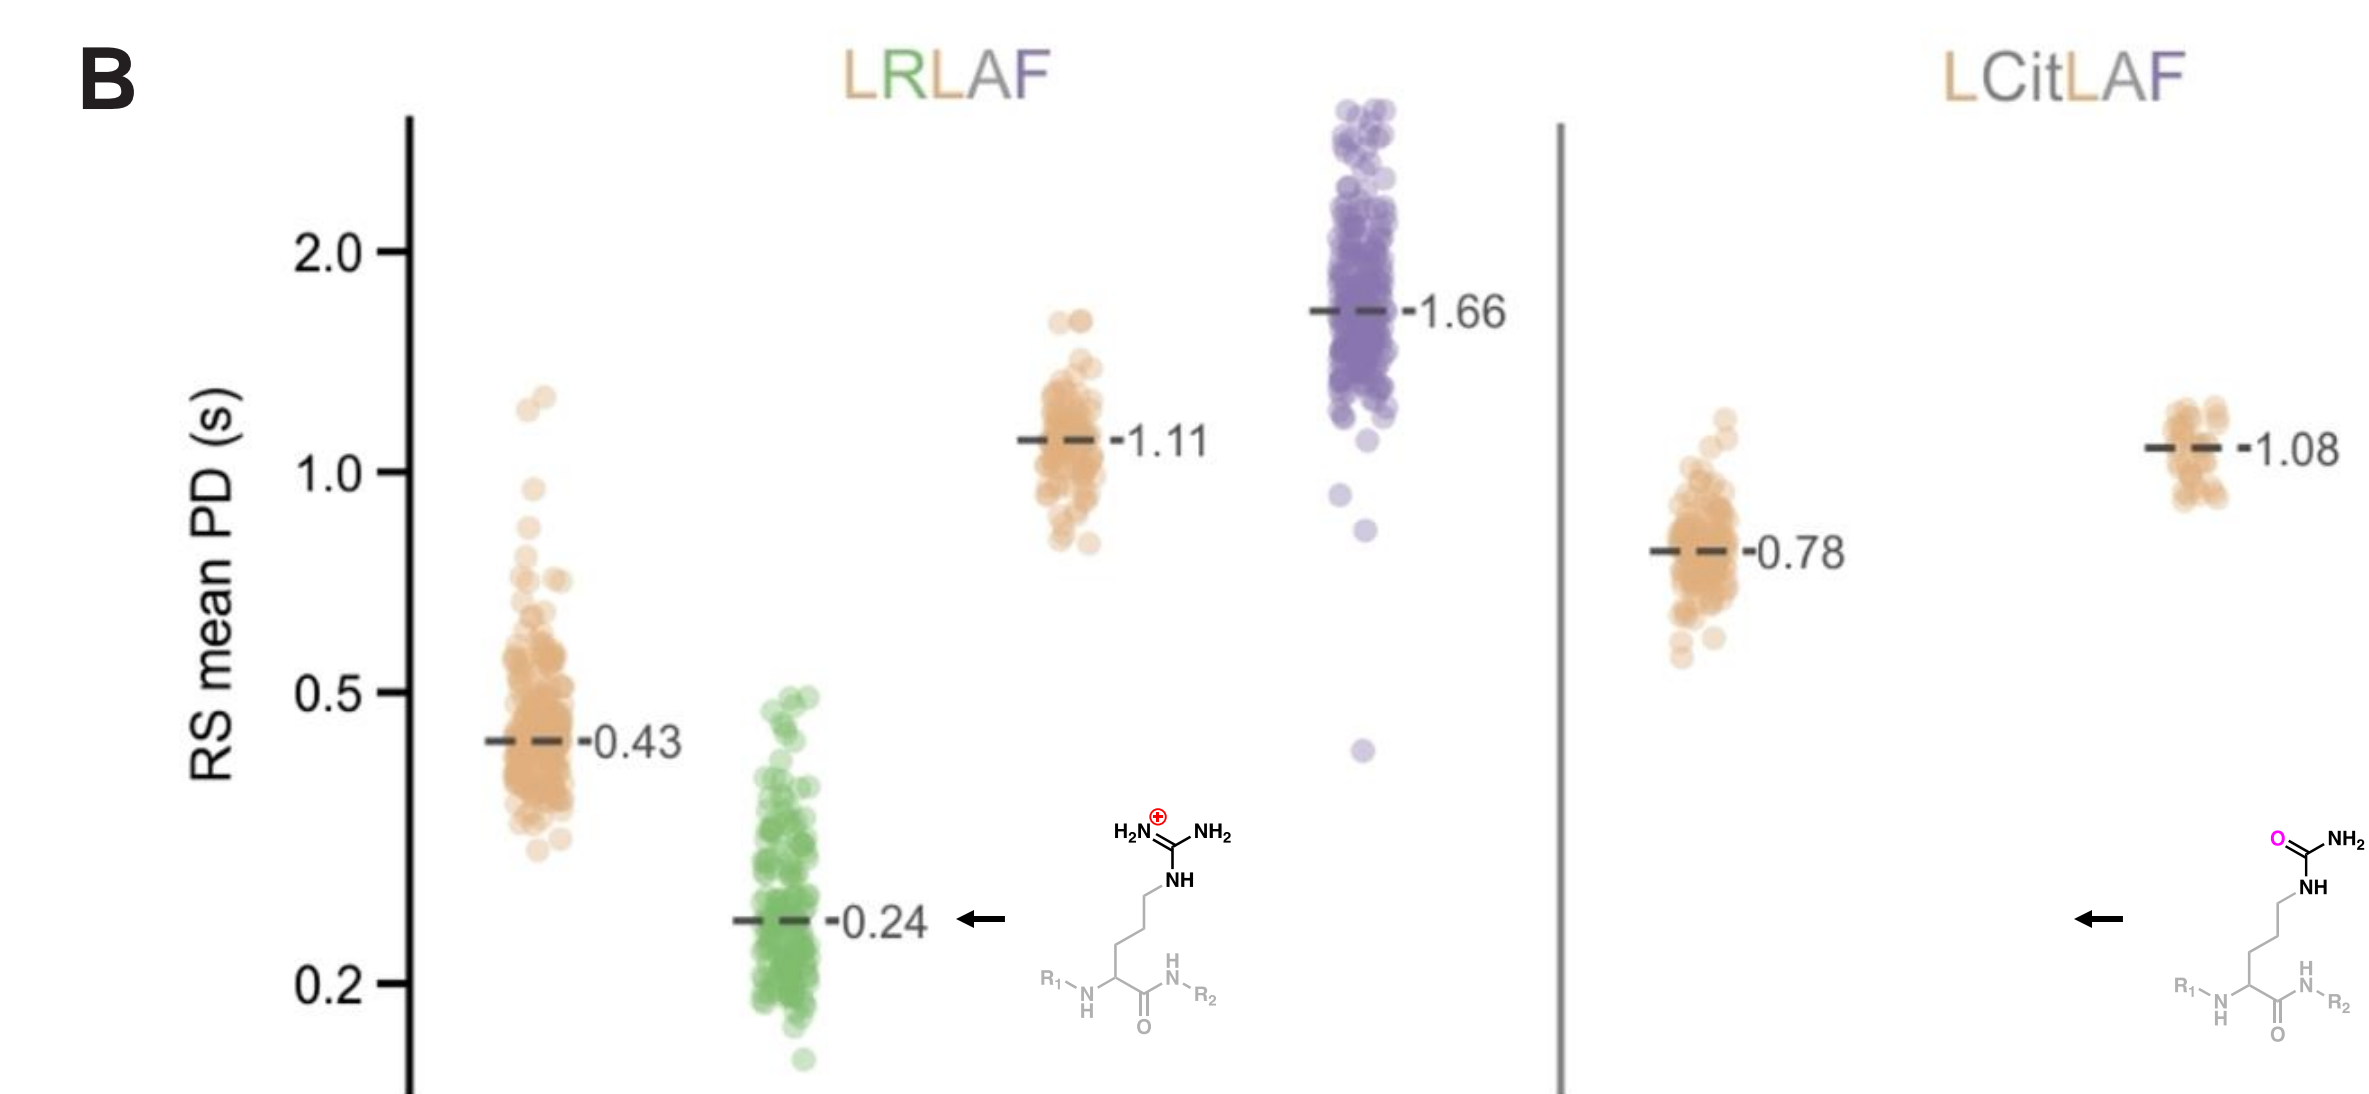 B
LRLAF
LCitLAF
RS mean PD (s)
2.0
1.0
0.5
0.2
0.43
0.24
1.11
1.66
0.78
1.08
H2N
NH2
NH
R1
N
H
O
H
N
R2
O
NH2
NH
R1
N
H
O
H
N
R2